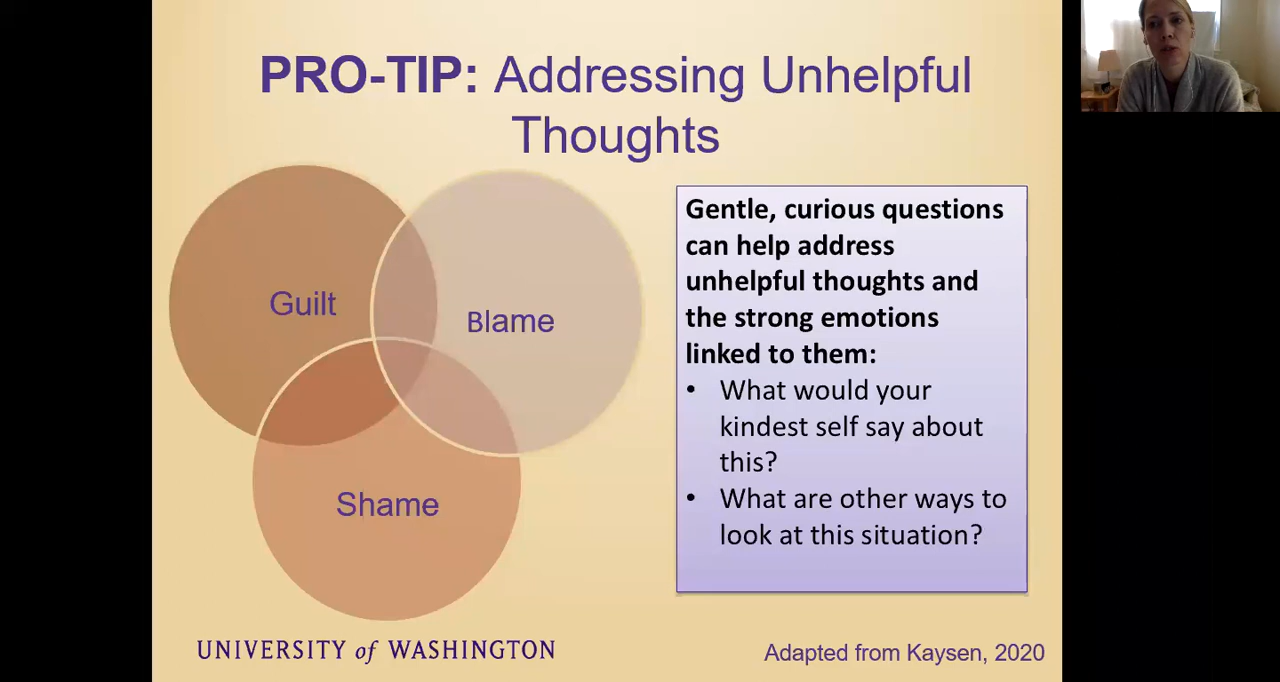 PRO-TIP: Addressing Unhelpful
Thoughts
Guilt
Blame
Shame
Gentle, curious questions
can help address
unhelpful thoughts and
the strong emotions
linked to them:
• What would your
kindest self say about
this?
• What are other ways to
look at this situation?
UNIVERSITY of WASHINGTON
Adapted from Kaysen, 2020